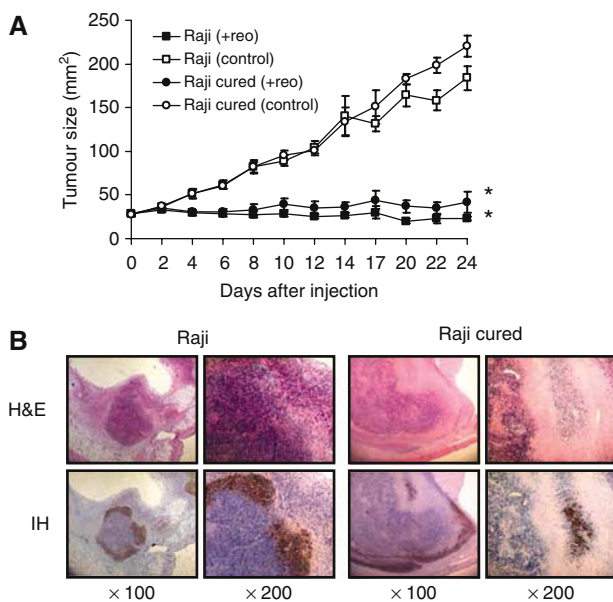 A
Tumour size (mm²)
250
200
150
100
50
0
Raji (+reo)
Raji (control)
Raji cured (+reo)
Raji cured (control)
*
*
0 2 4 6 8 10 12 14 17 20 22 24
Days after injection
B
Raji
Raji cured
H&E
IH
× 100
× 200
× 100
× 200